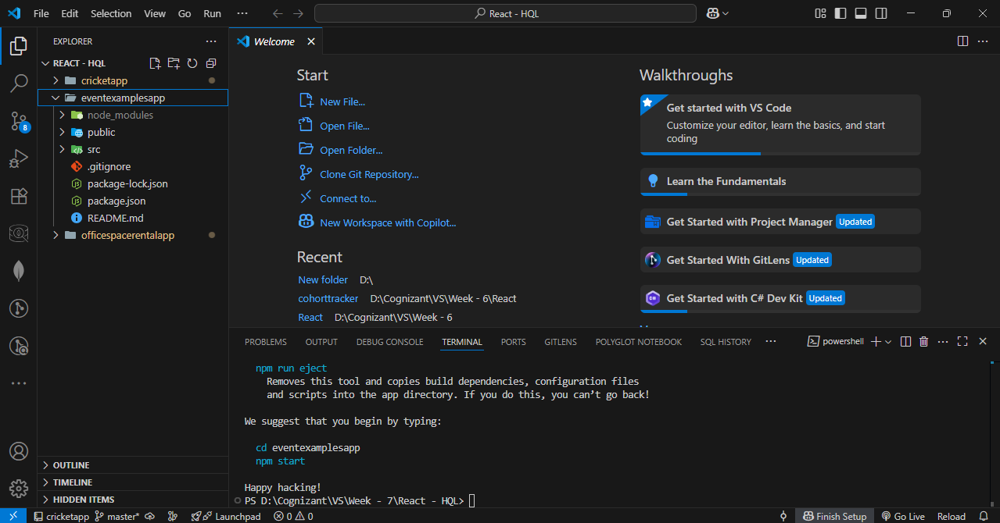 File Edit Selection View Go Run ···
React - HQL
EXPLORER
REACT - HQL
cricketapp
eventexamplesapp
node_modules
public
src
.gitignore
package-lock.json
package.json
README.md
officespacerentalapp
OUTLINE
TIMELINE
HIDDEN ITEMS
8
Welcome
Start
New File...
Open File...
Open Folder...
Clone Git Repository...
Connect to...
New Workspace with Copilot...
Recent
New folder D:\
cohorttracker D:\Cognizant\VS\Week - 6\React
React D:\Cognizant\VS\Week - 6
Walkthroughs
Get started with VS Code
Customize your editor, learn the basics, and start
coding
Learn the Fundamentals
Get Started with Project Manager Updated
Get Started With GitLens Updated
Get Started with C# Dev Kit Updated
PROBLEMS OUTPUT DEBUG CONSOLE TERMINAL PORTS GITLENS POLYGLOT NOTEBOOK SQL HISTORY ··· powershell
npm run eject
Removes this tool and copies build dependencies, configuration files
and scripts into the app directory. If you do this, you can’t go back!
We suggest that you begin by typing:
cd eventexamplesapp
npm start
Happy hacking!
PS D:\Cognizant\VS\Week - 7\React - HQL>
cricketapp master* Launchpad 0 0 Finish Setup Go Live Reload